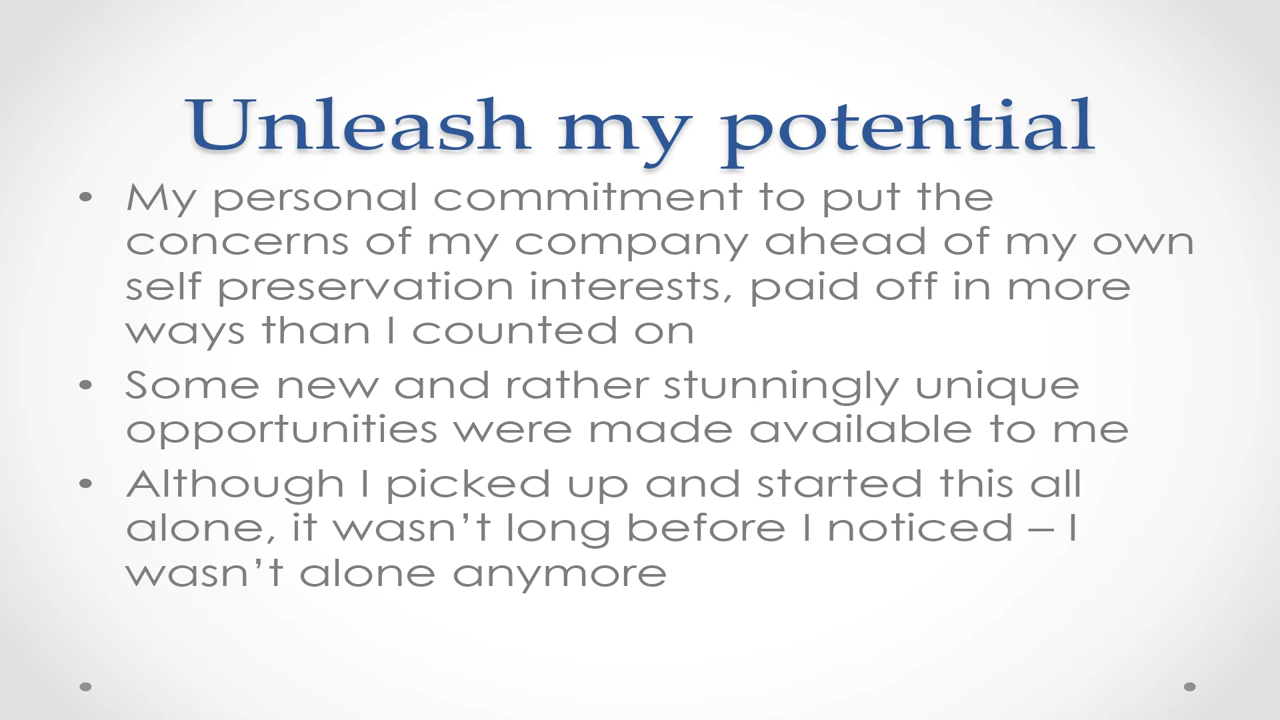 Unleash my potential
• My personal commitment to put the
concerns of my company ahead of my own
self preservation interests, paid off in more
ways than I counted on
• Some new and rather stunningly unique
opportunities were made available to me
• Although I picked up and started this all
alone, it wasn’t long before I noticed – I
wasn’t alone anymore